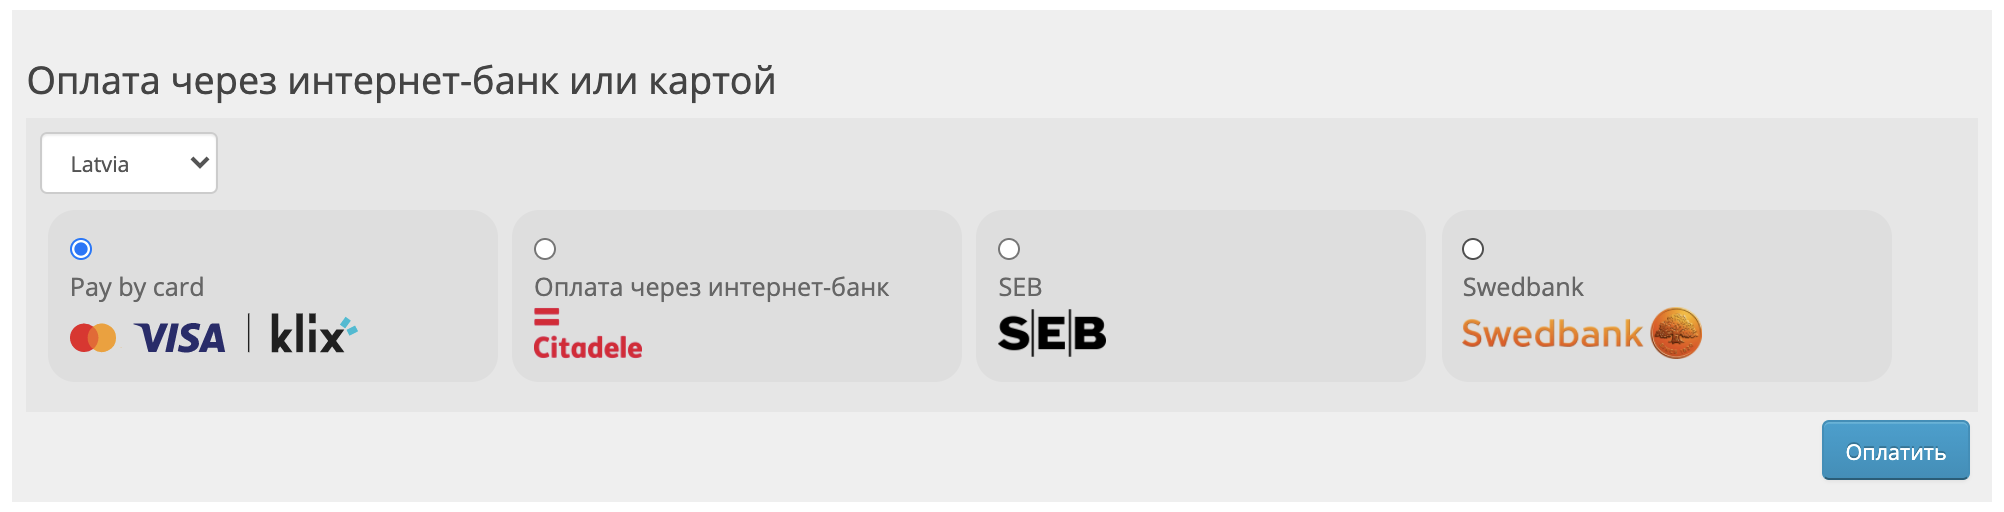 Оплата через интернет-банк или картой
Latvia
Pay by card
VISA klix
Оплата через интернет-банк
Citadele
SEB
SEB
Swedbank
Swedbank
Оплатить